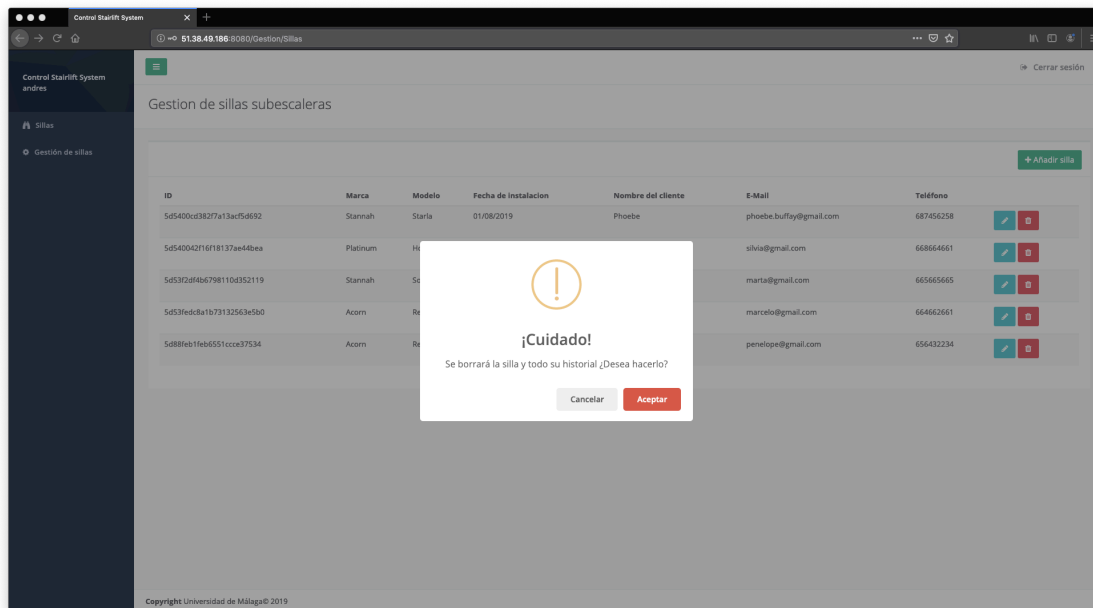 Control Stairlift System
51.38.49.186:8080/Gestion/Sillas
Control Stairlift System
andres
Cerrar sesión
Gestion de sillas subescaleras
Sillas
Gestión de sillas
+ Añadir silla
ID Marca Modelo Fecha de instalacion Nombre del cliente E-Mail Teléfono
5d5400cd382f7a13acf5d692 Stannah Starla 01/08/2019 Phoebe phoebe.buffay@gmail.com 687456258
5d540042f16f18137ae44bea Platinum silvia@gmail.com 668664661
5d53f2df4b6798110d352119 Stannah marta@gmail.com 665665665
5d53fedc8a1b73132563e5b0 Acorn marcelo@gmail.com 664662661
5d88feb1feb6551ccce37534 Acorn penelope@gmail.com 656432234
¡Cuidado!
Se borrará la silla y todo su historial ¿Desea hacerlo?
Cancelar Aceptar
Copyright Universidad de Málaga© 2019